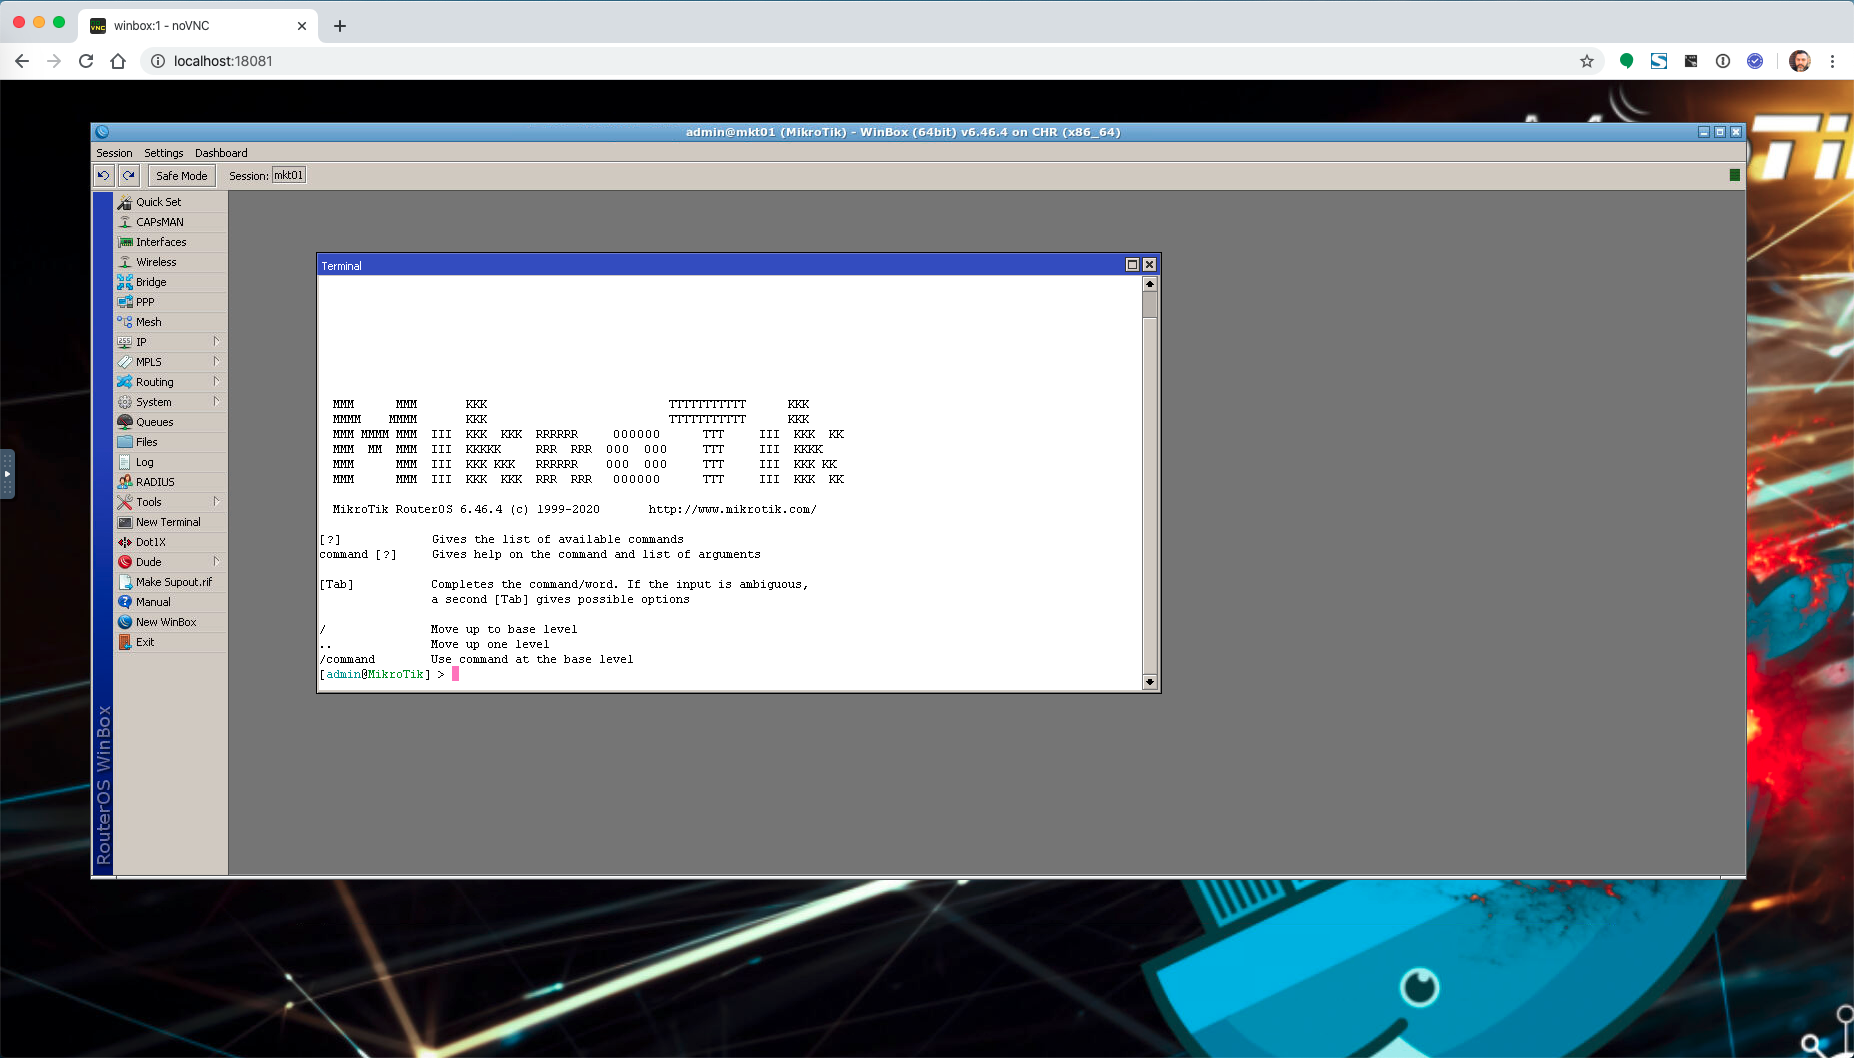 winbox:1 - noVNC
localhost:18081
admin@mkt01 (MikroTik) - WinBox (64bit) v6.46.4 on CHR (x86_64)
Session Settings Dashboard
Safe Mode Session: mkt01
Quick Set
CAPsMAN
Interfaces
Wireless
Bridge
PPP
Mesh
IP
MPLS
Routing
System
Queues
Files
Log
RADIUS
Tools
New Terminal
Dot1X
Dude
Make Supout.rif
Manual
New WinBox
Exit
RouterOS WinBox
Terminal
MMM      MMM       KKK                          TTTTTTTTTTT      KKK
MMMM    MMMM       KKK                          TTTTTTTTTTT      KKK
MMM MMMM MMM  III  KKK  KKK  RRRRRR     000000      TTT     III  KKK  KK
MMM  MM  MMM  III  KKKKK     RRR  RRR  000  000     TTT     III  KKKK
MMM      MMM  III  KKK KKK   RRRRRR    000  000     TTT     III  KKK KK
MMM      MMM  III  KKK  KKK  RRR  RRR   000000      TTT     III  KKK  KK
MikroTik RouterOS 6.46.4 (c) 1999-2020       http://www.mikrotik.com/
[?]             Gives the list of available commands
command [?]     Gives help on the command and list of arguments
[Tab]           Completes the command/word. If the input is ambiguous,
a second [Tab] gives possible options
/               Move up to base level
..              Move up one level
/command        Use command at the base level
[admin@MikroTik] >